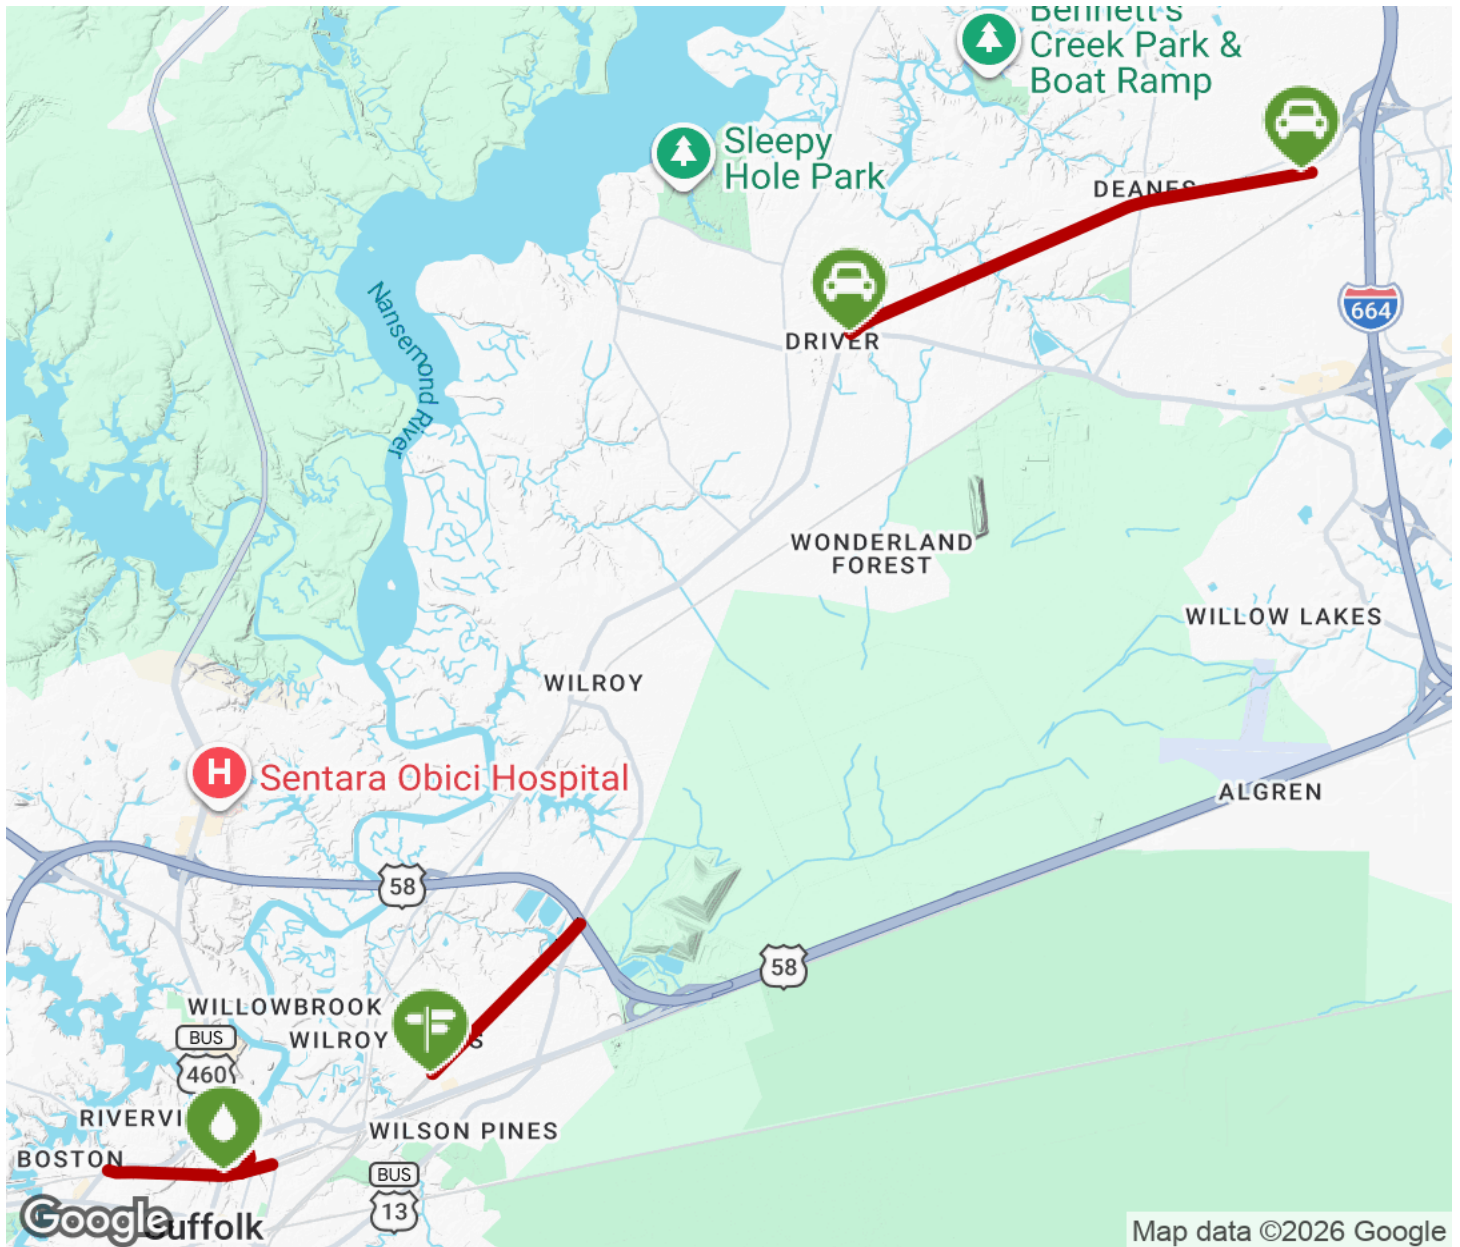 Bennett's
Creek Park &
Boat Ramp
Sleepy
Hole Park
DEANES
664
Nansemond River
DRIVER
WONDERLAND
FOREST
WILLOW LAKES
WILROY
H
Sentara Obici Hospital
ALGREN
58
58
WILLOWBROOK
WILROY
S
BUS
460
RIVERVI
WILSON PINES
BOSTON
BUS
13
Google
Suffolk
Map data ©2026 Google